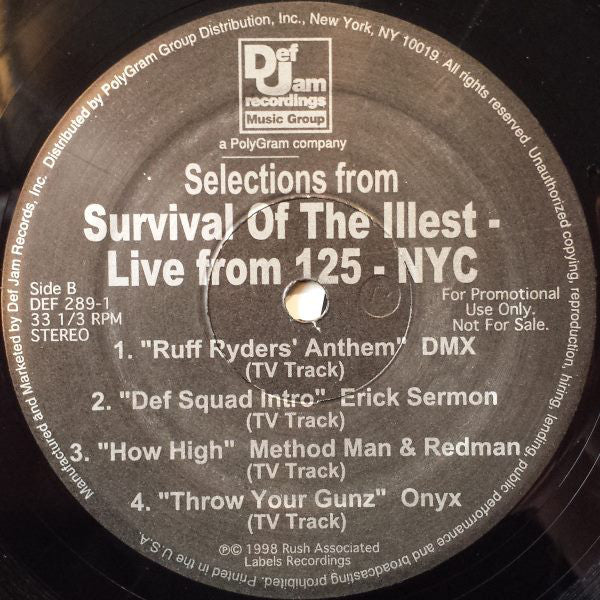 Manufactured and Marketed by Def Jam Records, Inc. Distributed by PolyGram Group Distribution, Inc., New York, NY 10019. All rights reserved. Unauthorized copying, reproduction, hiring, lending, public performance and broadcasting prohibited. Printed in the U.S.A.
Def
Jam
recordings
Music Group
a PolyGram company
Selections from
Survival Of The Illest -
Live from 125 - NYC
Side B
DEF 289-1
33 1/3 RPM
STEREO
For Promotional
Use Only.
Not For Sale.
1. "Ruff Ryders' Anthem" DMX
(TV Track)
2. "Def Squad Intro" Erick Sermon
(TV Track)
3. "How High" Method Man & Redman
(TV Track)
4. "Throw Your Gunz" Onyx
(TV Track)
℗© 1998 Rush Associated
Labels Recordings